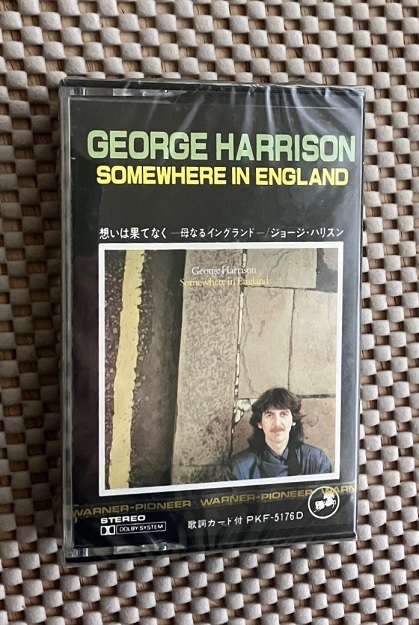 GEORGE HARRISON
SOMEWHERE IN ENGLAND
想いは果てなく ―母なるイングランド―/ジョージ・ハリスン
George Harrison
Somewhere in England
WARNER-PIONEER WARNER-PIONEER WARN
STEREO
DOLBY SYSTEM
歌詞カード付 PKF-5176D